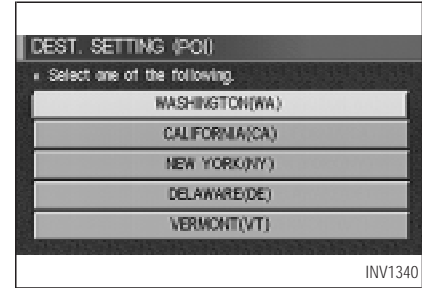 DEST. SETTING (POI)
Select one of the following.
WASHINGTON(WA)
CALIFORNIA(CA)
NEW YORK(NY)
DELAWARE(DE)
VERMONT(VT)
INV1340